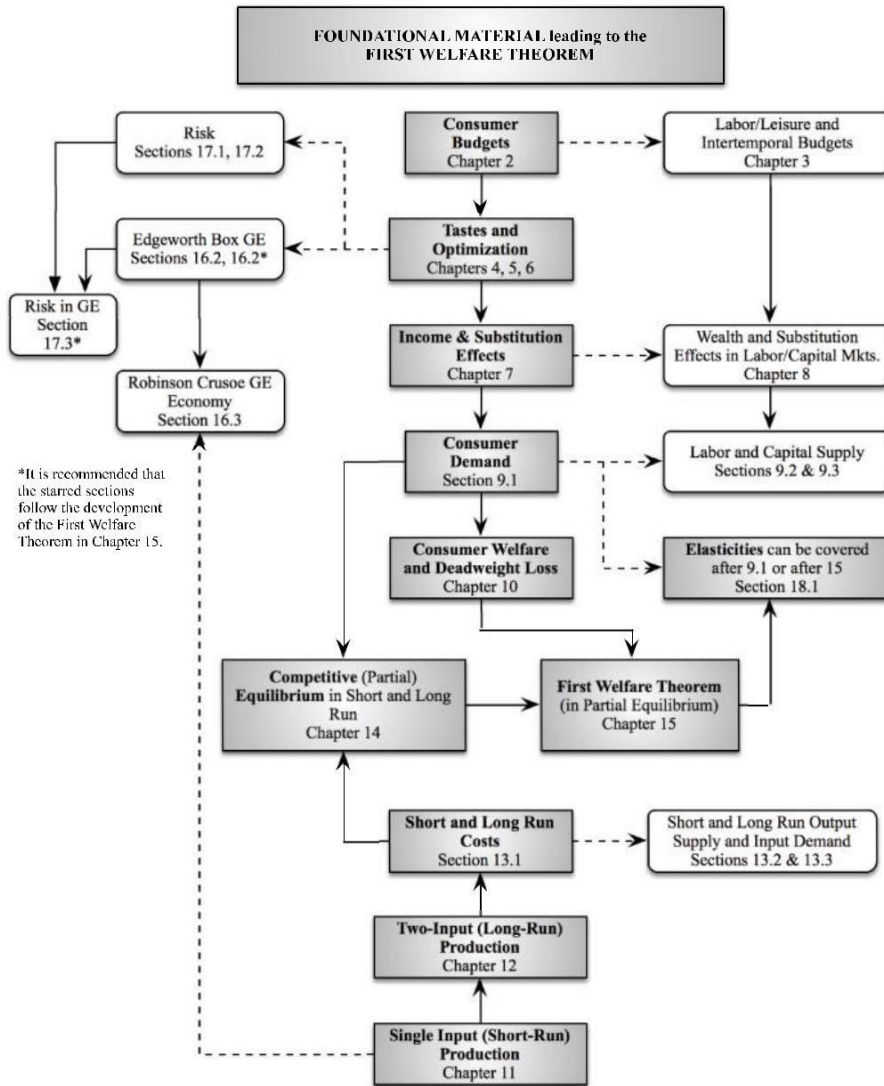 FOUNDATIONAL MATERIAL leading to the
FIRST WELFARE THEOREM
Risk
Sections 17.1, 17.2
Consumer
Budgets
Chapter 2
Labor/Leisure and
Intertemporal Budgets
Chapter 3
Edgeworth Box GE
Sections 16.2, 16.2*
Tastes and
Optimization
Chapters 4, 5, 6
Risk in GE
Section
17.3*
Income & Substitution
Effects
Chapter 7
Wealth and Substitution
Effects in Labor/Capital Mkts.
Chapter 8
Robinson Crusoe GE
Economy
Section 16.3
Consumer
Demand
Section 9.1
Labor and Capital Supply
Sections 9.2 & 9.3
*It is recommended that
the starred sections
follow the development
of the First Welfare
Theorem in Chapter 15.
Consumer Welfare
and Deadweight Loss
Chapter 10
Elasticities can be covered
after 9.1 or after 15
Section 18.1
Competitive (Partial)
Equilibrium in Short and Long
Run
Chapter 14
First Welfare Theorem
(in Partial Equilibrium)
Chapter 15
Short and Long Run
Costs
Section 13.1
Short and Long Run Output
Supply and Input Demand
Sections 13.2 & 13.3
Two-Input (Long-Run)
Production
Chapter 12
Single Input (Short-Run)
Production
Chapter 11